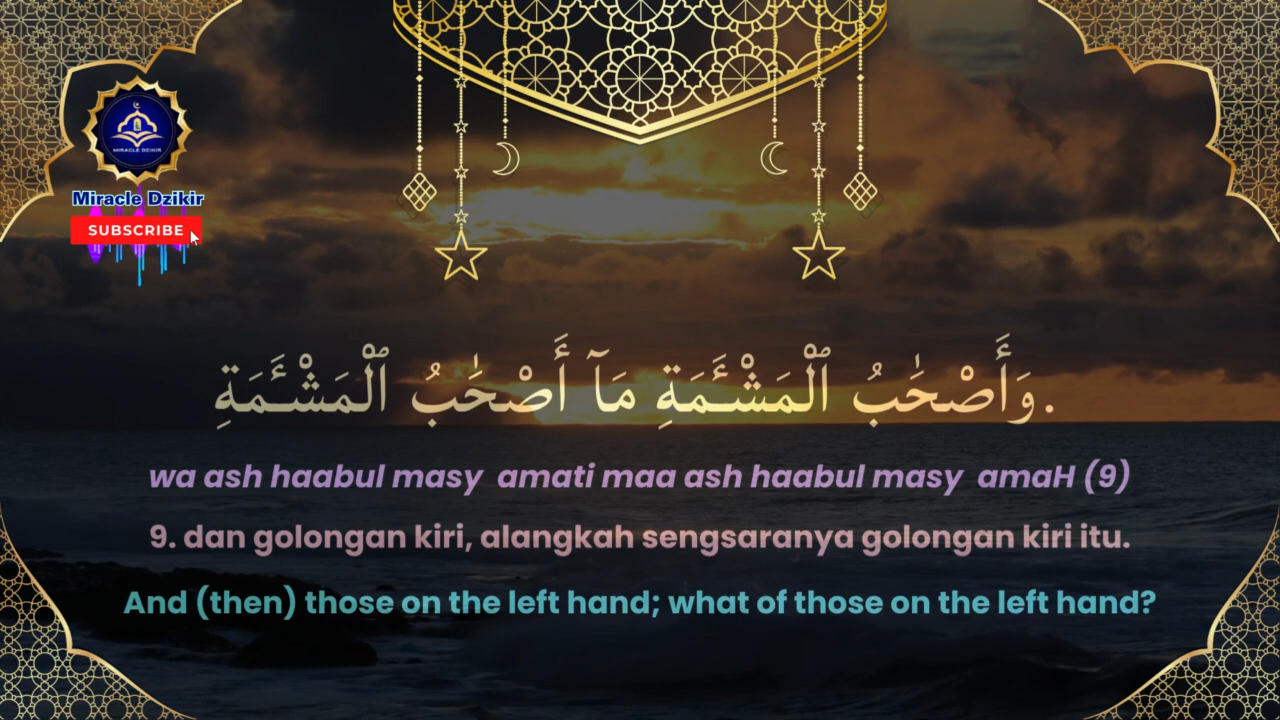 MIRACLE DZIKIR
Miracle Dzikir
SUBSCRIBE
وَأَصْحَٰبُ ٱلْمَشْـَٔمَةِ مَآ أَصْحَٰبُ ٱلْمَشْـَٔمَةِ.
wa ash haabul masy amati maa ash haabul masy amaH (9)
9. dan golongan kiri, alangkah sengsaranya golongan kiri itu.
And (then) those on the left hand; what of those on the left hand?